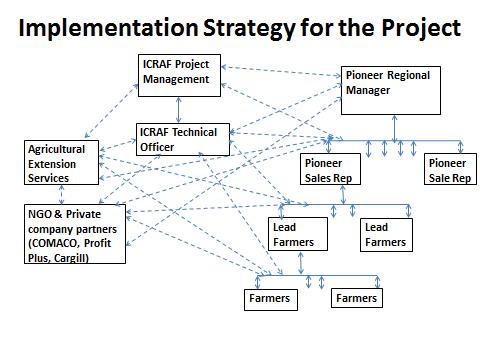 Implementation Strategy for the Project
ICRAF Project
Management
Pioneer Regional
Manager
ICRAF Technical
Officer
Agricultural
Extension
Services
Pioneer
Sales Rep
Pioneer
Sale Rep
NGO & Private
company partners
(COMACO, Profit
Plus, Cargill)
Lead
Farmers
Lead
Farmers
Farmers
Farmers